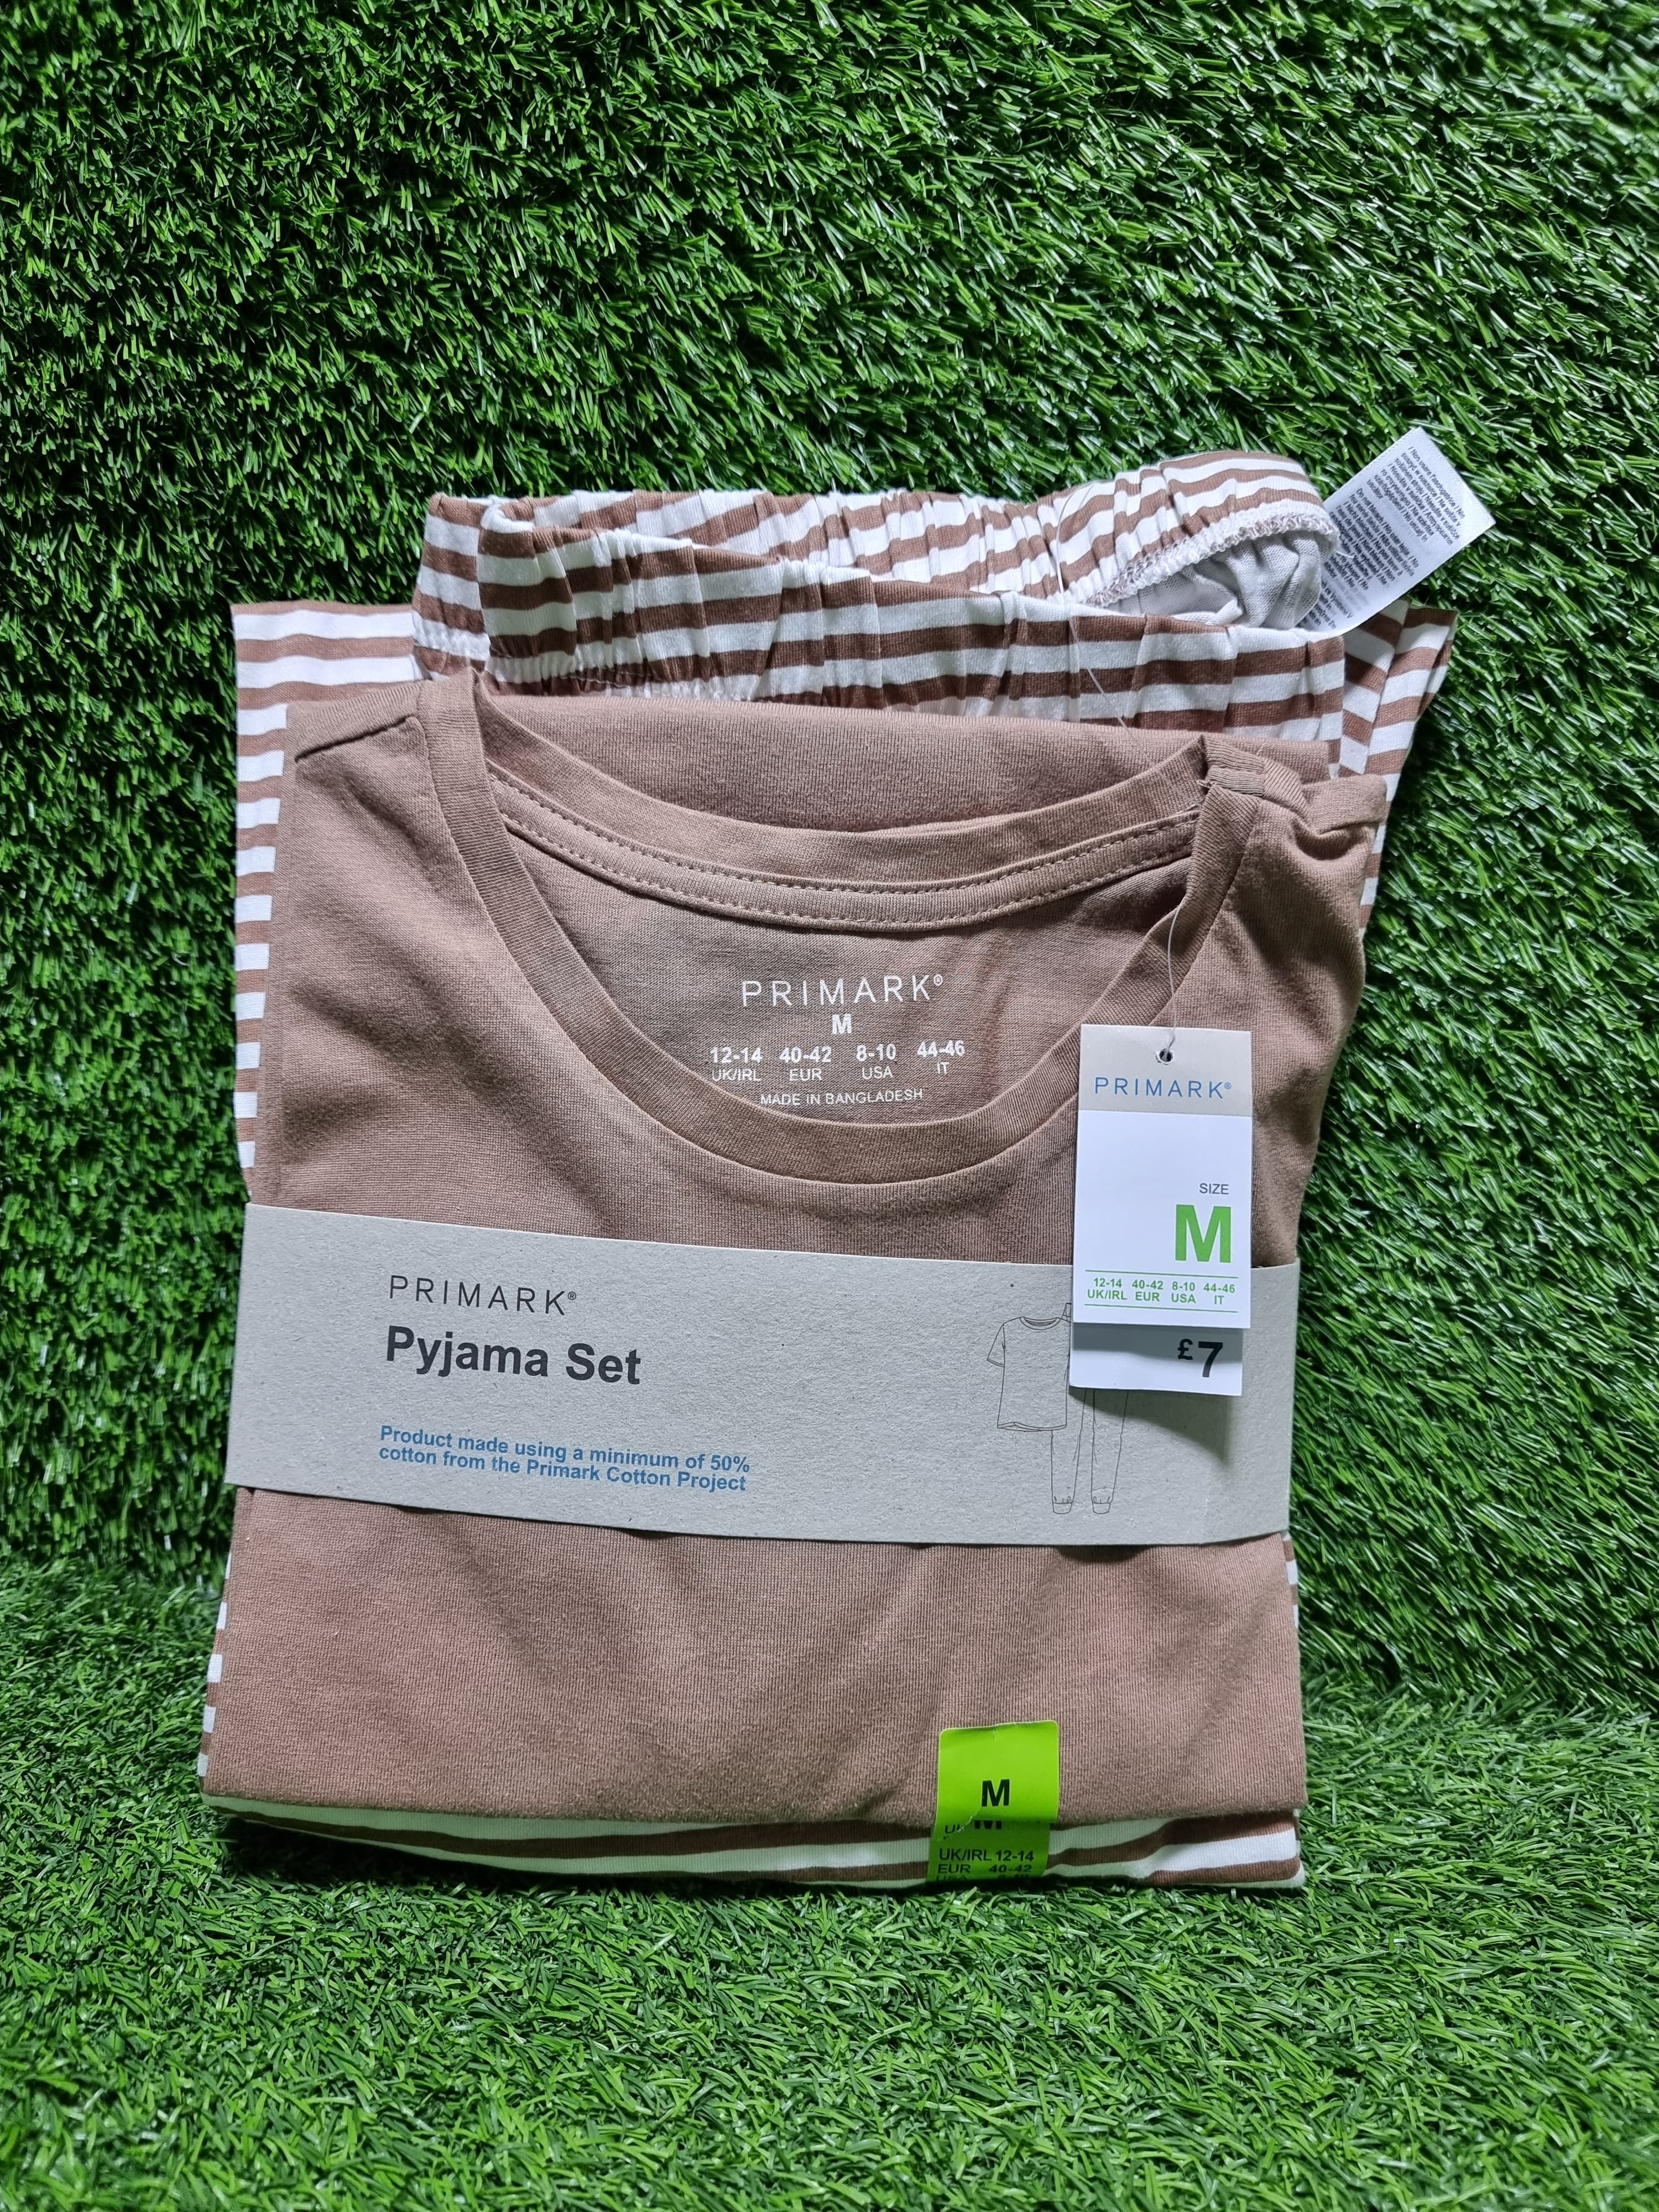 PRIMARK®
M
12-14 40-42 8-10 44-46
UK/IRL EUR USA IT
MADE IN BANGLADESH
PRIMARK®
SIZE
M
12-14 40-42 8-10 44-46
UK/IRL EUR USA IT
£7
PRIMARK®
Pyjama Set
Product made using a minimum of 50%
cotton from the Primark Cotton Project
M
M
UK/IRL 12-14
EUR 40-42